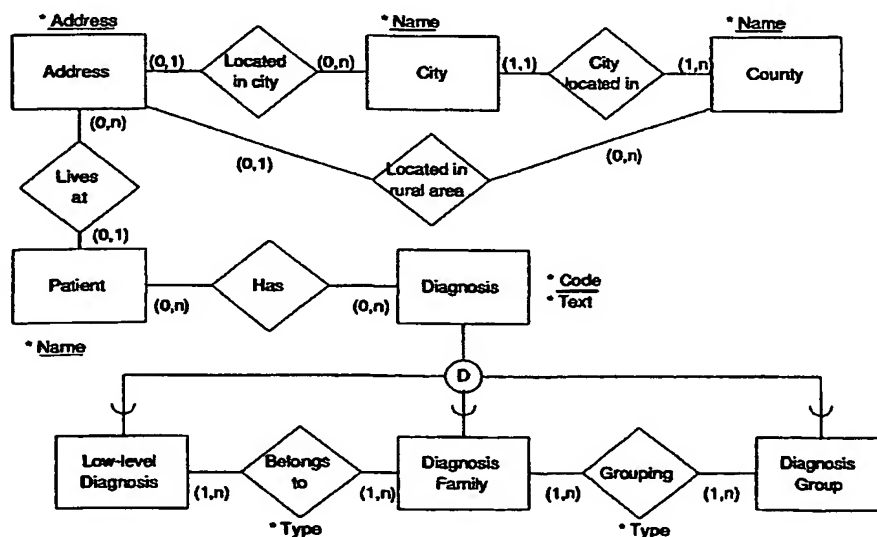 * Address
* Name
* Name
Address
(0,1)
Located
in city
(0,n)
City
(1,1)
City
located in
(1,n)
County
(0,n)
(0,1)
Located in
rural area
(0,n)
Lives
at
(0,1)
Patient
(0,n)
Has
(0,n)
Diagnosis
* Code
* Text
* Name
D
Low-level
Diagnosis
(1,n)
Belongs
to
(1,n)
Diagnosis
Family
(1,n)
Grouping
(1,n)
Diagnosis
Group
* Type
* Type